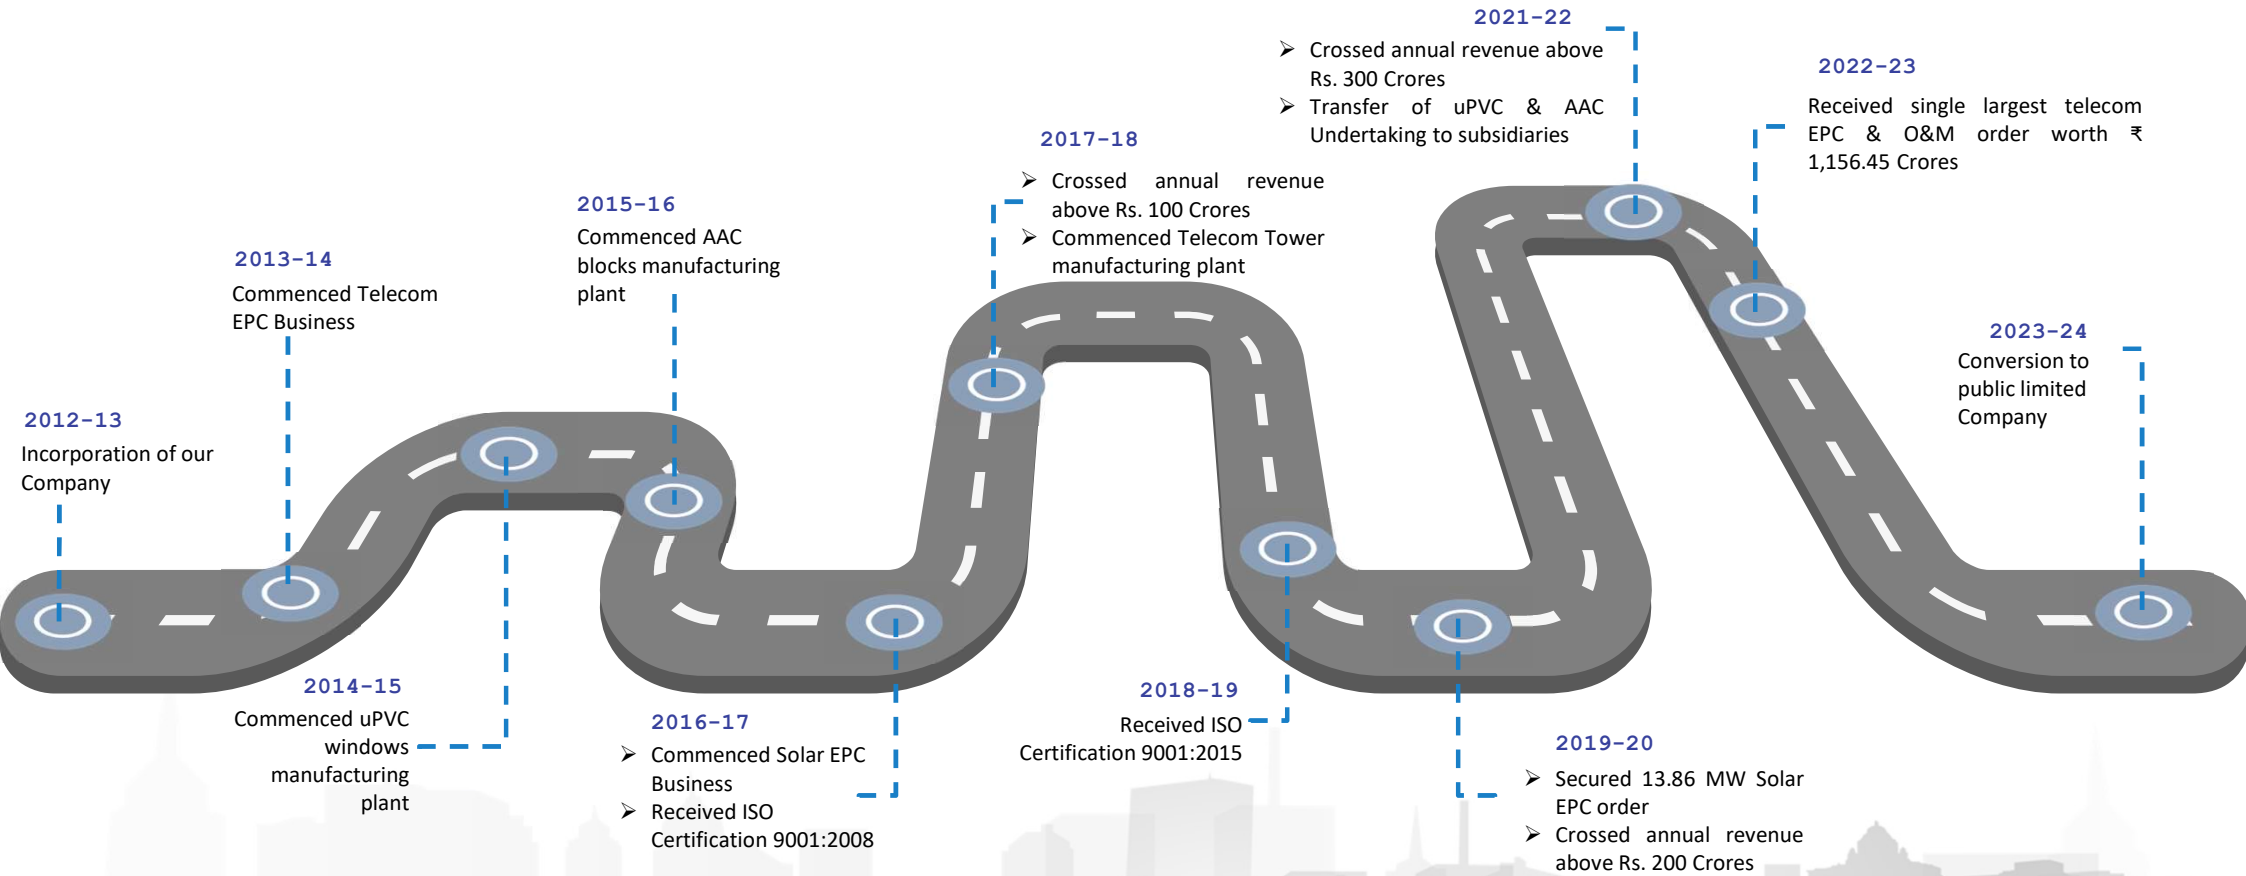 2012-13
Incorporation of our
Company
2013-14
Commenced Telecom
EPC Business
2014-15
Commenced uPVC
windows
manufacturing
plant
2015-16
Commenced AAC
blocks manufacturing
plant
2016-17
➢ Commenced Solar EPC
Business
➢ Received ISO
Certification 9001:2008
2017-18
➢ Crossed annual revenue
above Rs. 100 Crores
➢ Commenced Telecom Tower
manufacturing plant
2018-19
Received ISO
Certification 9001:2015
2019-20
➢ Secured 13.86 MW Solar
EPC order
➢ Crossed annual revenue
above Rs. 200 Crores
2021-22
➢ Crossed annual revenue above
Rs. 300 Crores
➢ Transfer of uPVC & AAC
Undertaking to subsidiaries
2022-23
Received single largest telecom
EPC & O&M order worth ₹
1,156.45 Crores
2023-24
Conversion to
public limited
Company